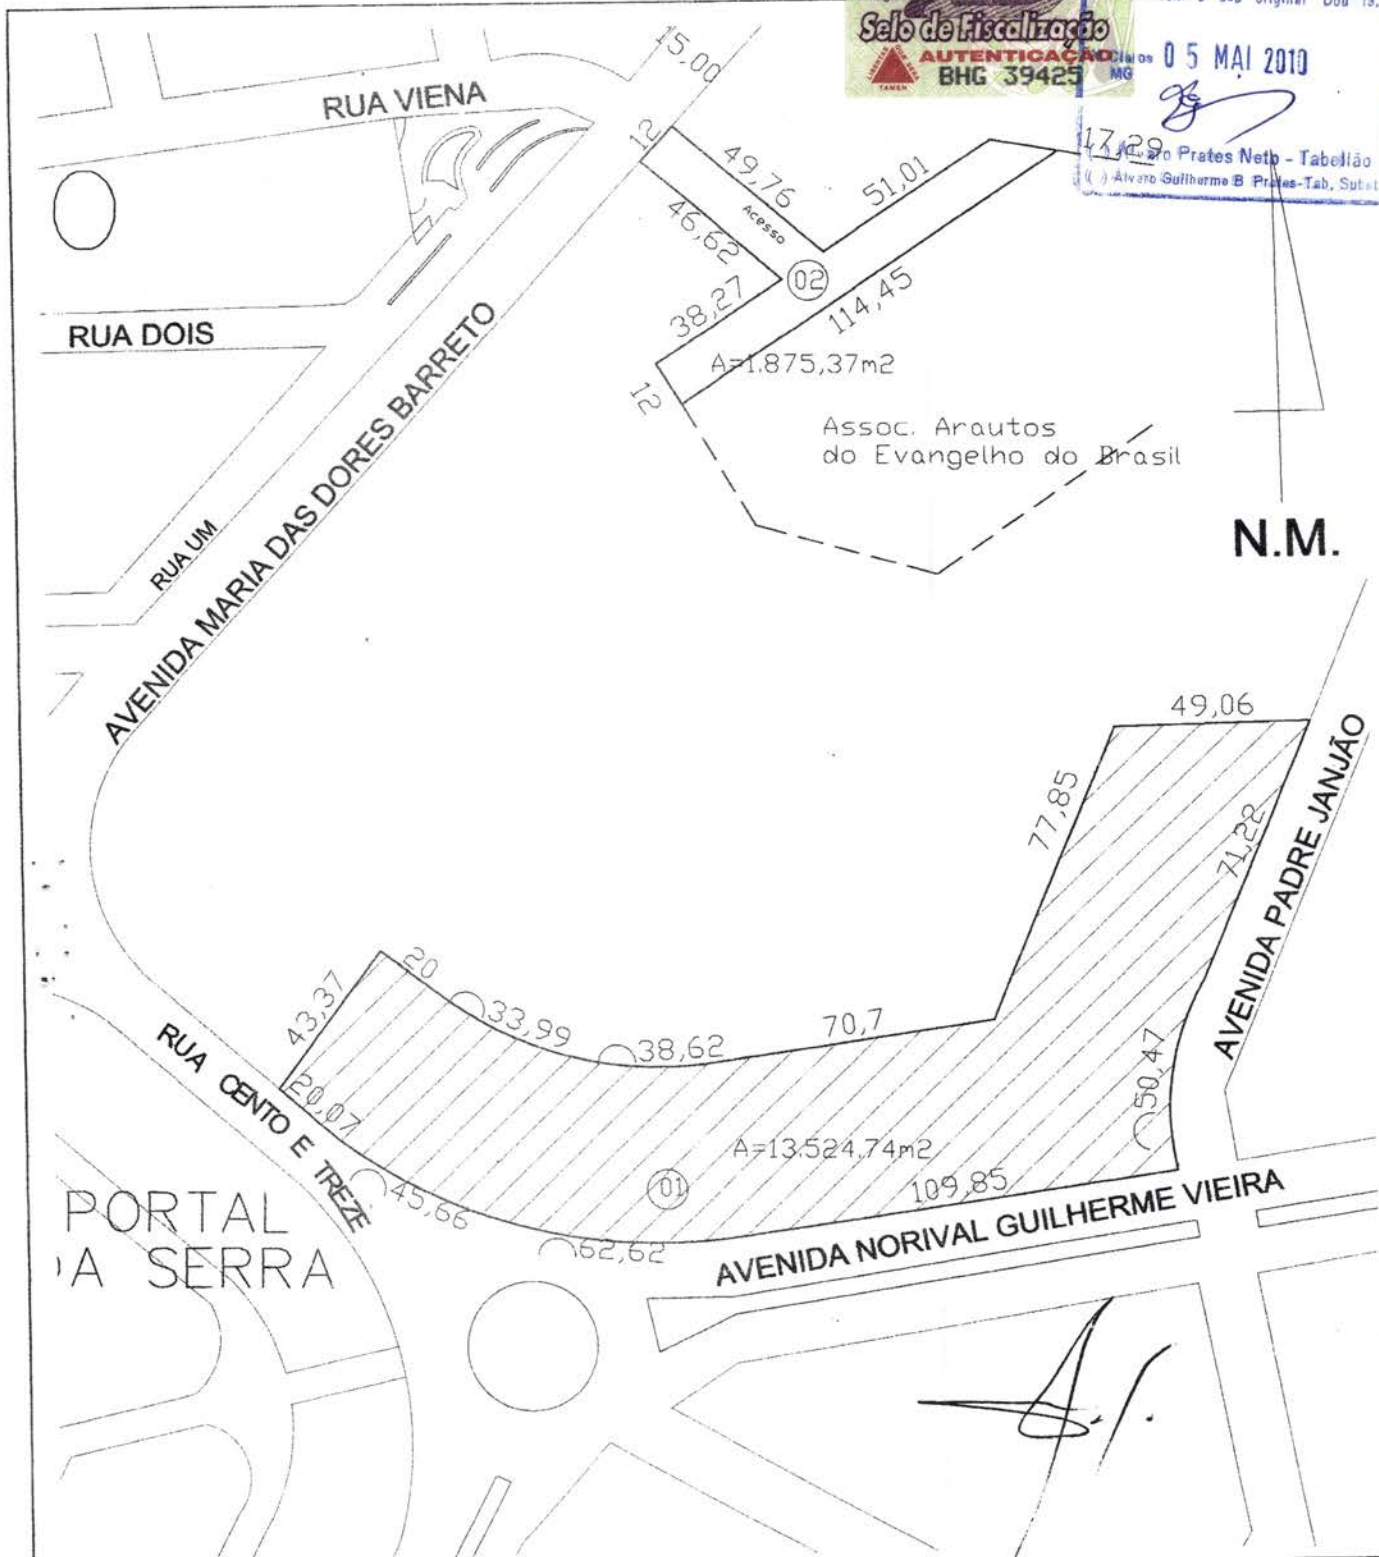 Selo de Fiscalização
AUTENTICAÇÃO
BHG 39425
MG
05 MAI 2010
Prates Neto - Tabelião
( ) Alvaro Guilherme B Prates-Tab, Subst
15,00
RUA VIENA
12
49,76
51,01
17,29
Acesso
46,62
02
38,27
114,45
RUA DOIS
A=1.875,37m2
12
Assoc. Arautos
do Evangelho do Brasil
AVENIDA MARIA DAS DORES BARRETO
RUA UM
N.M.
49,06
77,85
71,22
AVENIDA PADRE JANJÃO
20
43,37
33,99
38,62
70,7
50,47
RUA CENTO E TREZE
20,07
A=13.524,74m2
01
109,85
45,66
62,62
AVENIDA NORIVAL GUILHERME VIEIRA
PORTAL
DA SERRA